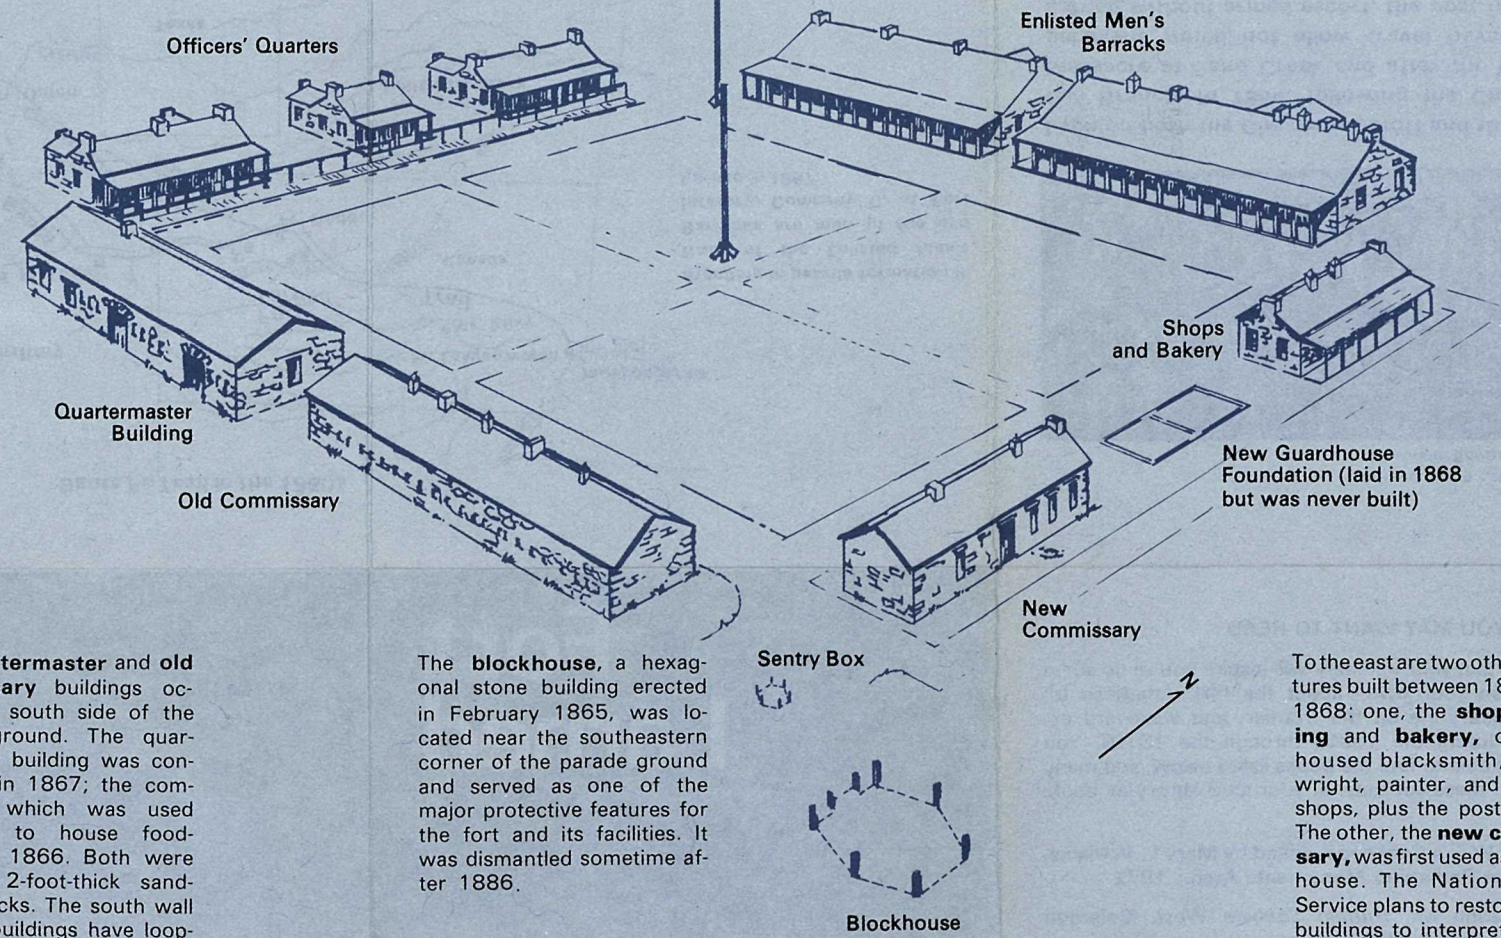 Officers' Quarters
Enlisted Men's
Barracks
Shops
and Bakery
Quartermaster
Building
Old Commissary
New Guardhouse
Foundation (laid in 1868
but was never built)
New
Commissary
termaster and old
ary buildings oc-
south side of the
ground. The quar-
building was con-
in 1867; the com-
which was used
to house food-
1866. Both were
2-foot-thick sand-
cks. The south wall
buildings have loop-
The blockhouse, a hexag-
onal stone building erected
in February 1865, was lo-
cated near the southeastern
corner of the parade ground
and served as one of the
major protective features for
the fort and its facilities. It
was dismantled sometime af-
ter 1886.
Sentry Box
N
Blockhouse
To the east are two oth
tures built between 18
1868: one, the shop
ing and bakery, o
housed blacksmith,
wright, painter, and
shops, plus the post
The other, the new c
sary, was first used a
house. The Nation
Service plans to resto
buildings to interpre